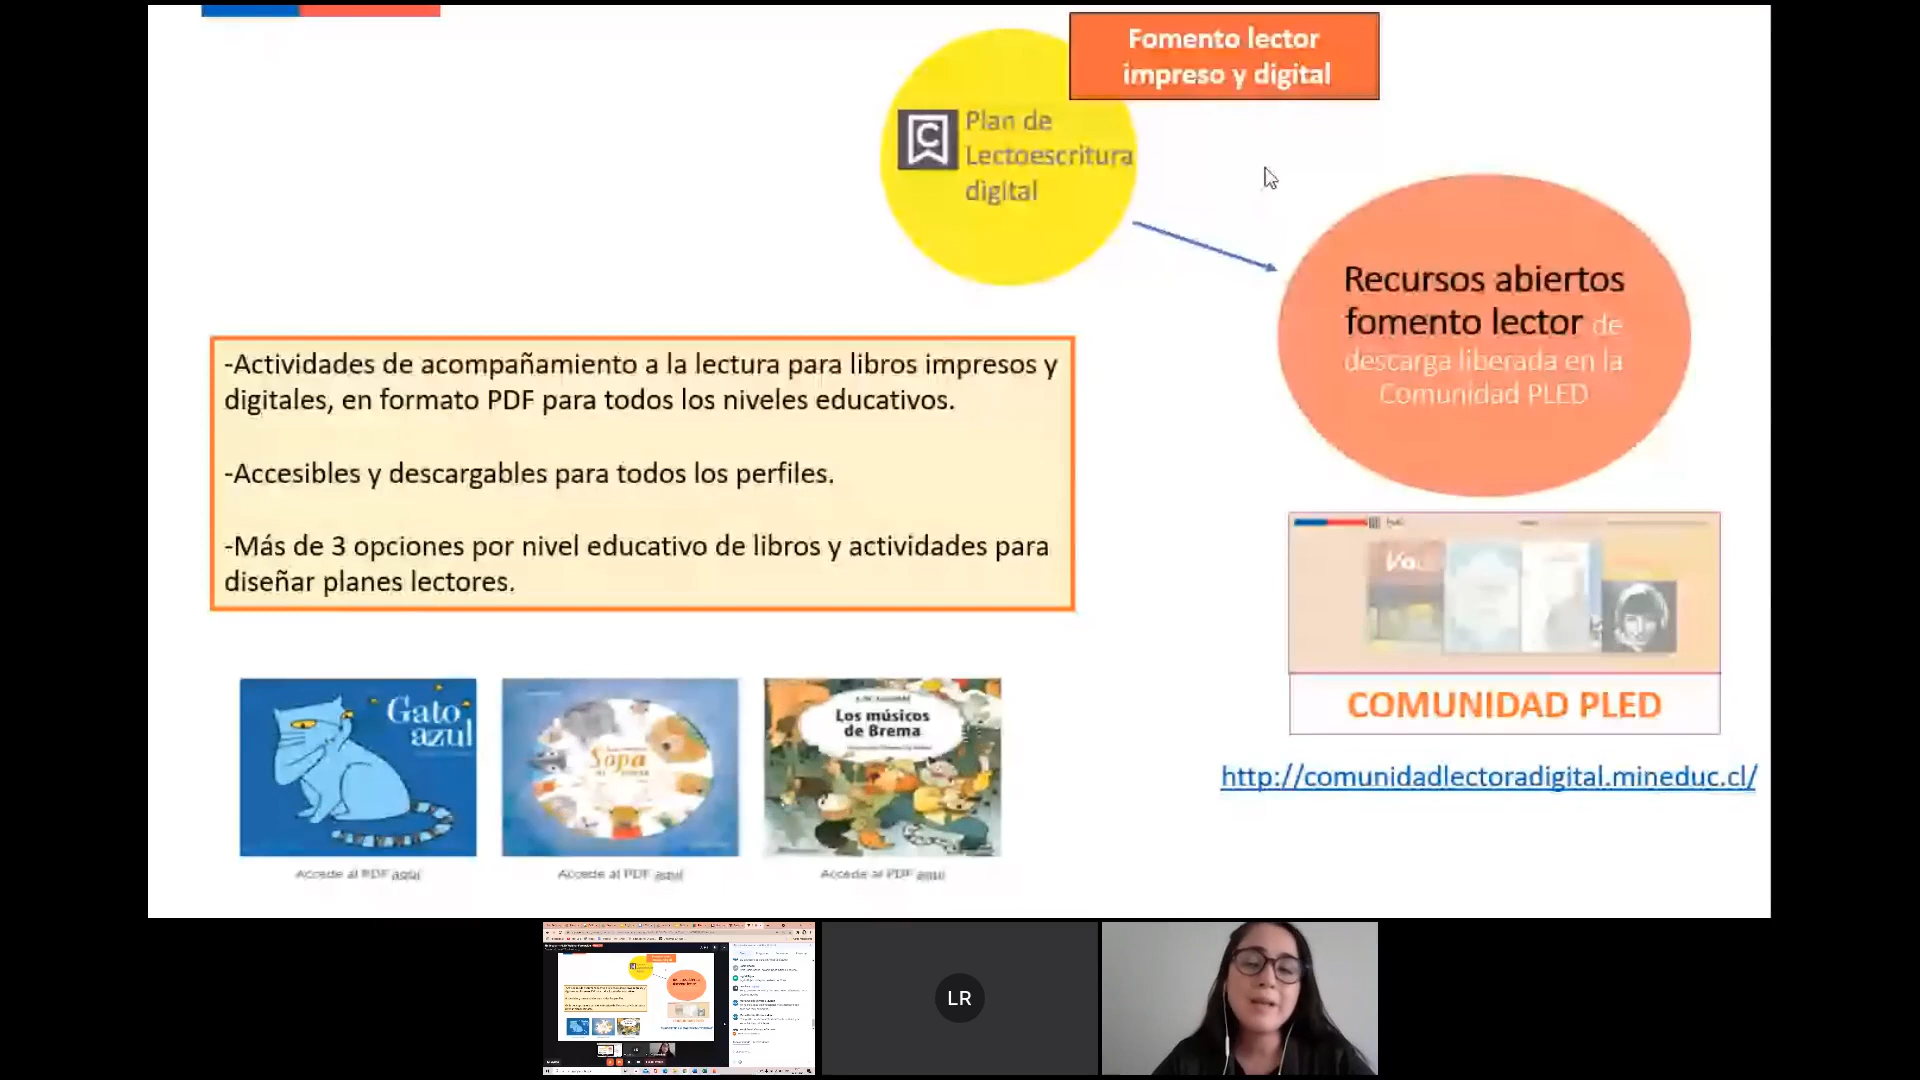 Fomento lector
impreso y digital
C
Plan de
Lectoescritura
digital
Recursos abiertos
fomento lector de
descarga liberada en la
Comunidad PLED
-Actividades de acompañamiento a la lectura para libros impresos y
digitales, en formato PDF para todos los niveles educativos.
-Accesibles y descargables para todos los perfiles.
-Más de 3 opciones por nivel educativo de libros y actividades para
diseñar planes lectores.
COMUNIDAD PLED
http://comunidadlectoradigital.mineduc.cl/
Gato
azul
Sopa
Los músicos
de Brema
Accede al PDF aquí
Accede al PDF aquí
Accede al PDF aquí
LR